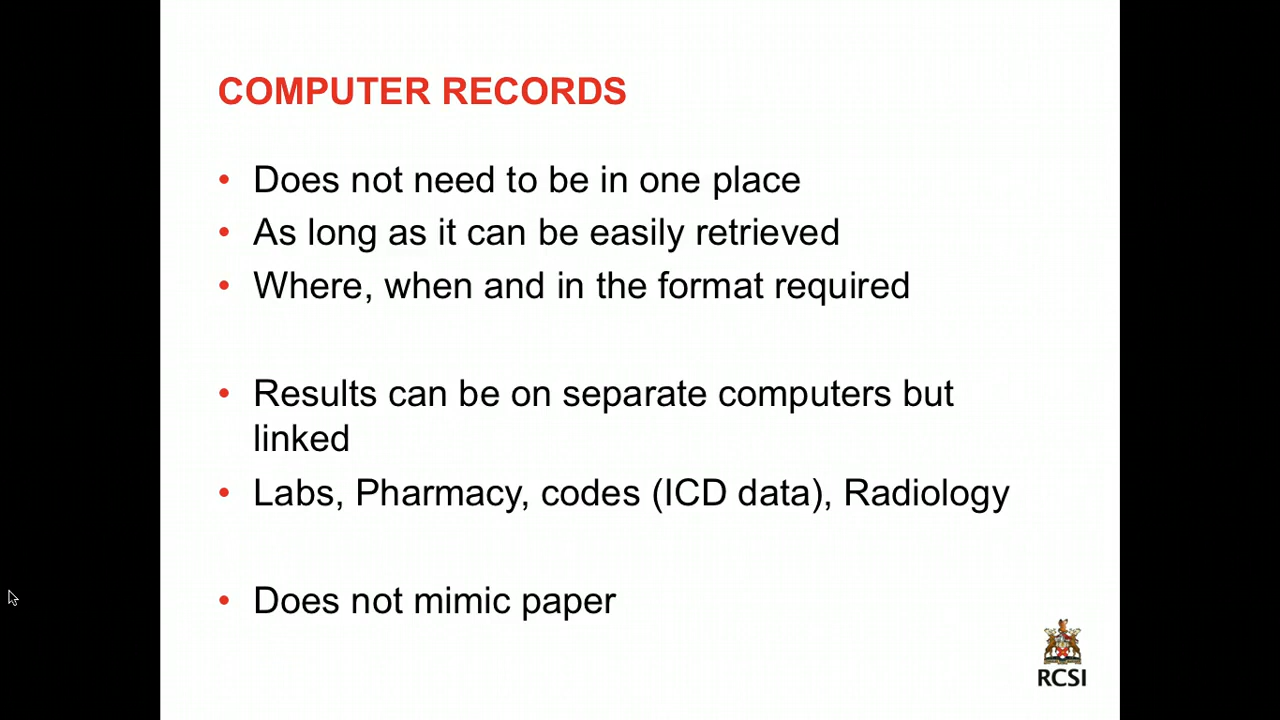 COMPUTER RECORDS
• Does not need to be in one place
• As long as it can be easily retrieved
• Where, when and in the format required
• Results can be on separate computers but
linked
• Labs, Pharmacy, codes (ICD data), Radiology
• Does not mimic paper
RCSI